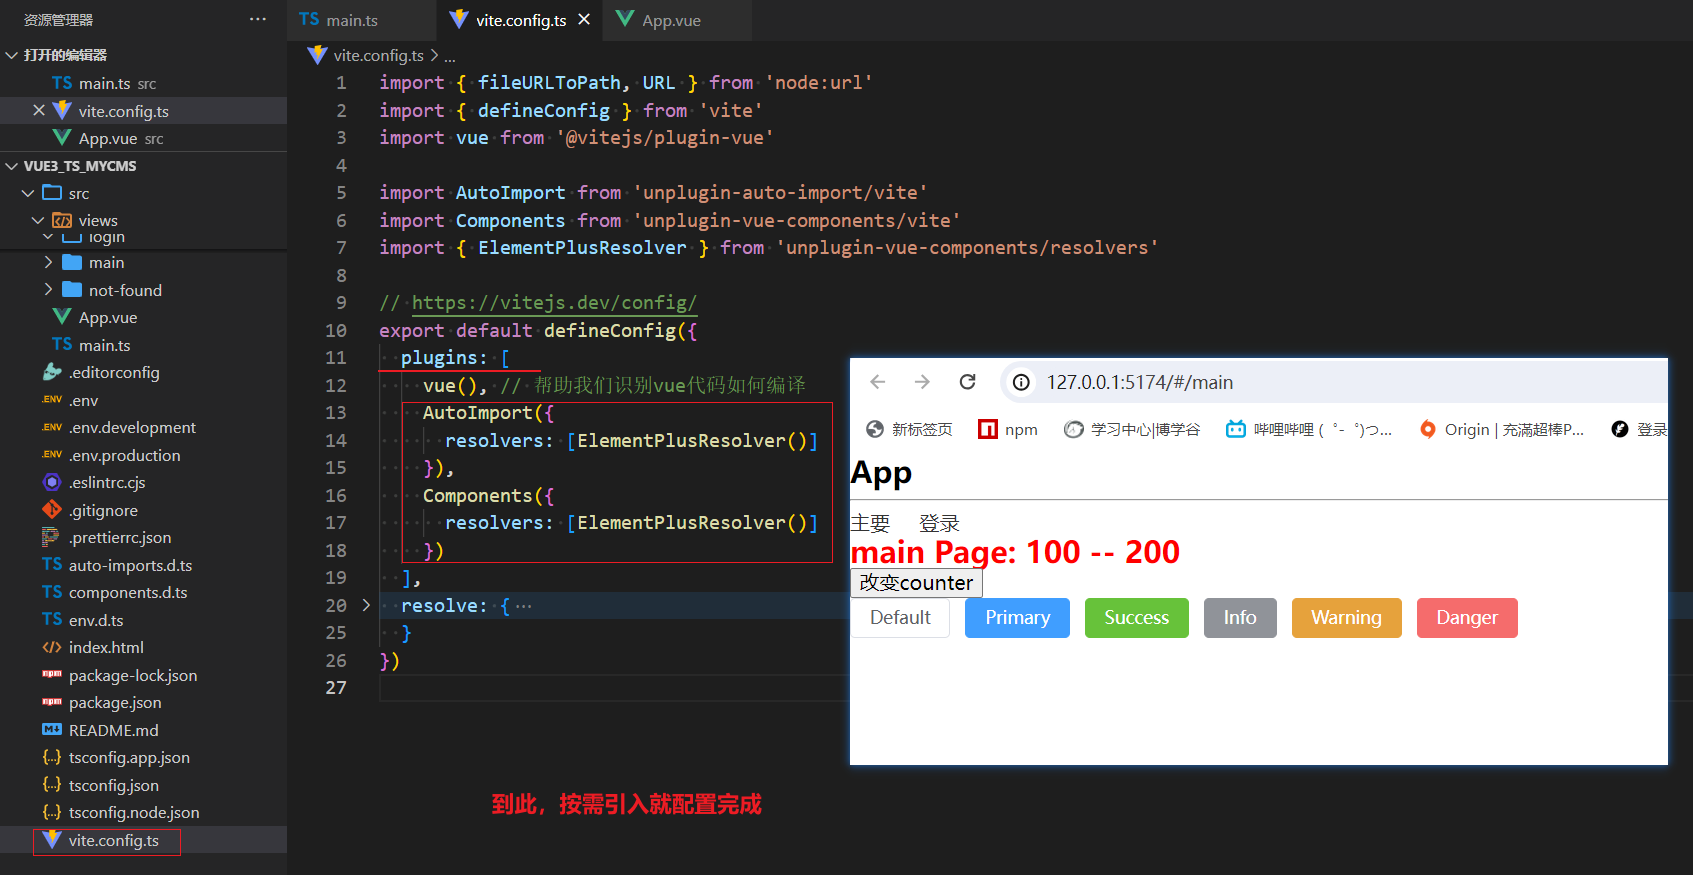 资源管理器
打开的编辑器
TS main.ts src
vite.config.ts
App.vue src
VUE3_TS_MYCMS
src
views
login
main
not-found
App.vue
TS main.ts
.editorconfig
.ENV .env
.ENV .env.development
.ENV .env.production
.eslintrc.cjs
.gitignore
.prettierrc.json
TS auto-imports.d.ts
TS components.d.ts
TS env.d.ts
index.html
npm package-lock.json
npm package.json
README.md
{..} tsconfig.app.json
{..} tsconfig.json
{..} tsconfig.node.json
vite.config.ts
TS main.ts
vite.config.ts
App.vue
vite.config.ts > ...
1 import { fileURLToPath, URL } from 'node:url'
2 import { defineConfig } from 'vite'
3 import vue from '@vitejs/plugin-vue'
4
5 import AutoImport from 'unplugin-auto-import/vite'
6 import Components from 'unplugin-vue-components/vite'
7 import { ElementPlusResolver } from 'unplugin-vue-components/resolvers'
8
9 // https://vitejs.dev/config/
10 export default defineConfig({
11 plugins: [
12 vue(), // 帮助我们识别vue代码如何编译
13 AutoImport({
14 resolvers: [ElementPlusResolver()]
15 }),
16 Components({
17 resolvers: [ElementPlusResolver()]
18 })
19 ],
20 resolve: { ...
25 }
26 })
27
127.0.0.1:5174/#/main
新标签页 npm 学习中心|博学谷 哔哩哔哩 (゜-゜)つ... Origin | 充满超棒P... 登录
App
主要 登录
main Page: 100 -- 200
改变counter
Default Primary Success Info Warning Danger
到此，按需引入就配置完成